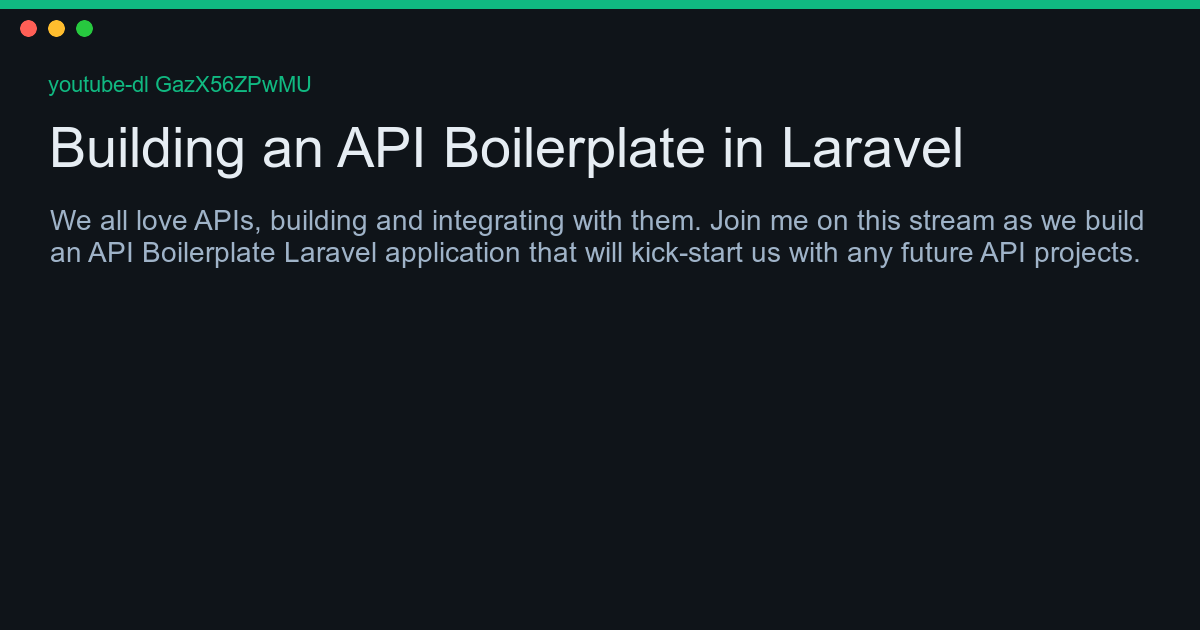 youtube-dl GazX56ZPwMU
Building an API Boilerplate in Laravel
We all love APIs, building and integrating with them. Join me on this stream as we build
an API Boilerplate Laravel application that will kick-start us with any future API projects.